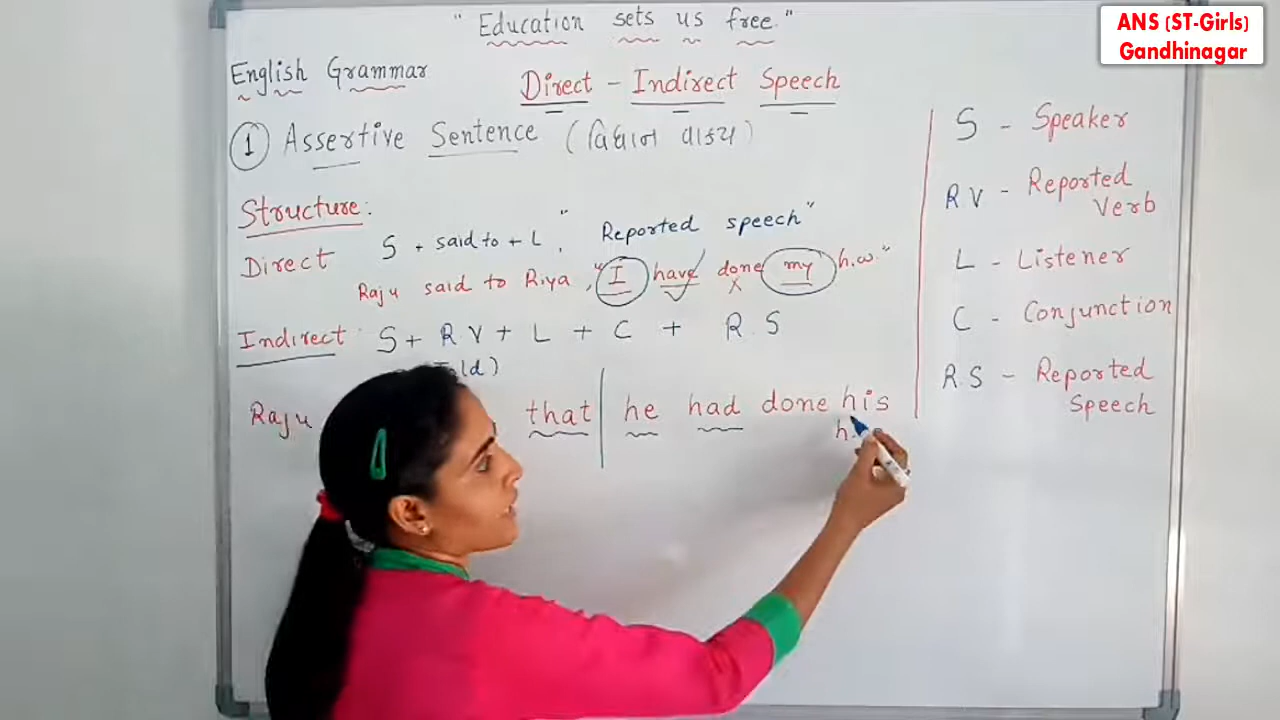 ANS (ST-Girls)
Gandhinagar
"Education sets us free."
English Grammar
Direct - Indirect Speech
① Assertive Sentence (વિધાન વાક્ય)
Structure:
Direct S + said to + L, "Reported speech"
Raju said to Riya, "I have done my h.w."
Indirect: S + RV + L + C + R.S
Raju that he had done his
S - Speaker
RV - Reported
Verb
L - Listener
C - Conjunction
R.S - Reported
Speech